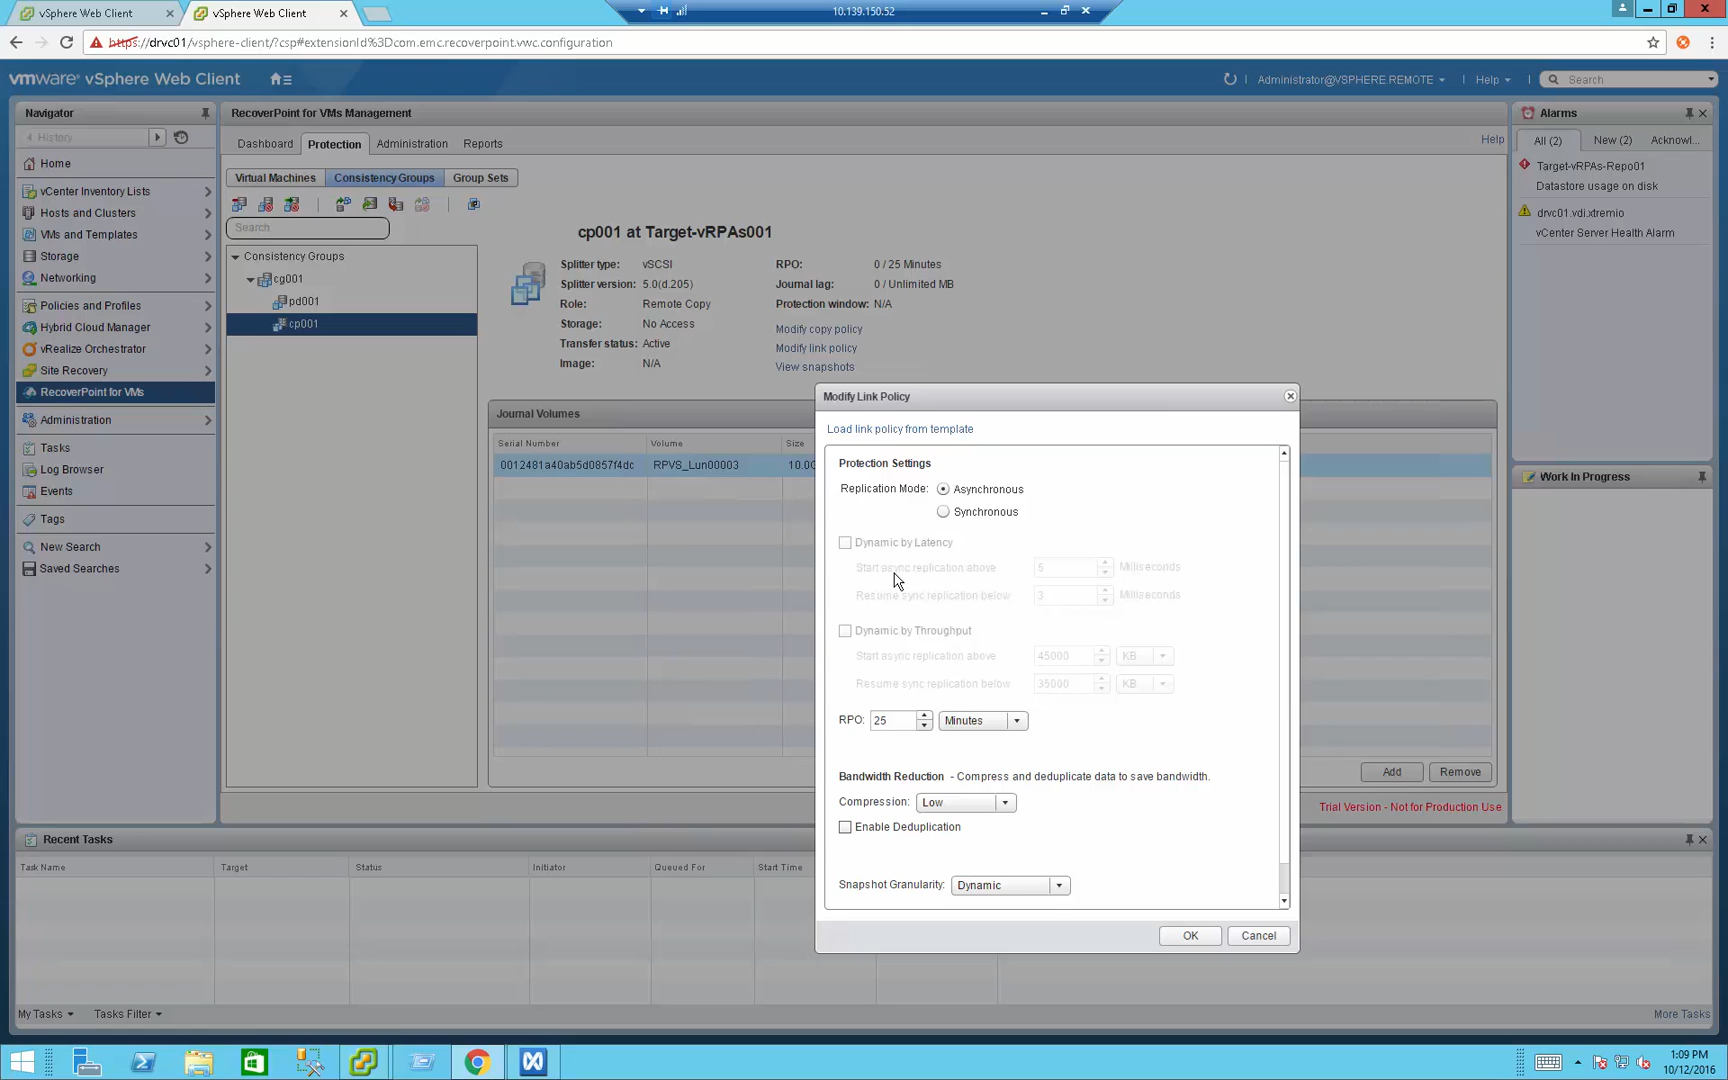 vSphere Web Client
vSphere Web Client
10.139.150.52
https://drvc01/vsphere-client/?csp#extensionId%3Dcom.emc.recoverpoint.vwc.configuration
vmware vSphere Web Client
Administrator@VSPHERE.REMOTE
Help
Search
Navigator
History
Home
vCenter Inventory Lists
Hosts and Clusters
VMs and Templates
Storage
Networking
Policies and Profiles
Hybrid Cloud Manager
vRealize Orchestrator
Site Recovery
RecoverPoint for VMs
Administration
Tasks
Log Browser
Events
Tags
New Search
Saved Searches
RecoverPoint for VMs Management
Dashboard Protection Administration Reports
Help
Virtual Machines Consistency Groups Group Sets
Search
Consistency Groups
cg001
pd001
cp001
cp001 at Target-vRPAs001
Splitter type: vSCSI
Splitter version: 5.0(d.205)
Role: Remote Copy
Storage: No Access
Transfer status: Active
Image: N/A
RPO: 0 / 25 Minutes
Journal lag: 0 / Unlimited MB
Protection window: N/A
Modify copy policy
Modify link policy
View snapshots
Journal Volumes
Serial Number Volume Size
0012481a40ab5d0857f4dc RPVS_Lun00003 10.0G
Add Remove
Trial Version - Not for Production Use
Modify Link Policy
Load link policy from template
Protection Settings
Replication Mode: Asynchronous
Synchronous
Dynamic by Latency
Start async replication above 5 Milliseconds
Resume sync replication below 3 Milliseconds
Dynamic by Throughput
Start async replication above 45000 KB
Resume sync replication below 35000 KB
RPO: 25 Minutes
Bandwidth Reduction - Compress and deduplicate data to save bandwidth.
Compression: Low
Enable Deduplication
Snapshot Granularity: Dynamic
OK Cancel
Alarms
All (2) New (2) Acknowl...
Target-vRPAs-Repo01
Datastore usage on disk
drvc01.vdi.xtremio
vCenter Server Health Alarm
Work In Progress
Recent Tasks
Task Name Target Status Initiator Queued For Start Time
My Tasks Tasks Filter
More Tasks
1:09 PM
10/12/2016